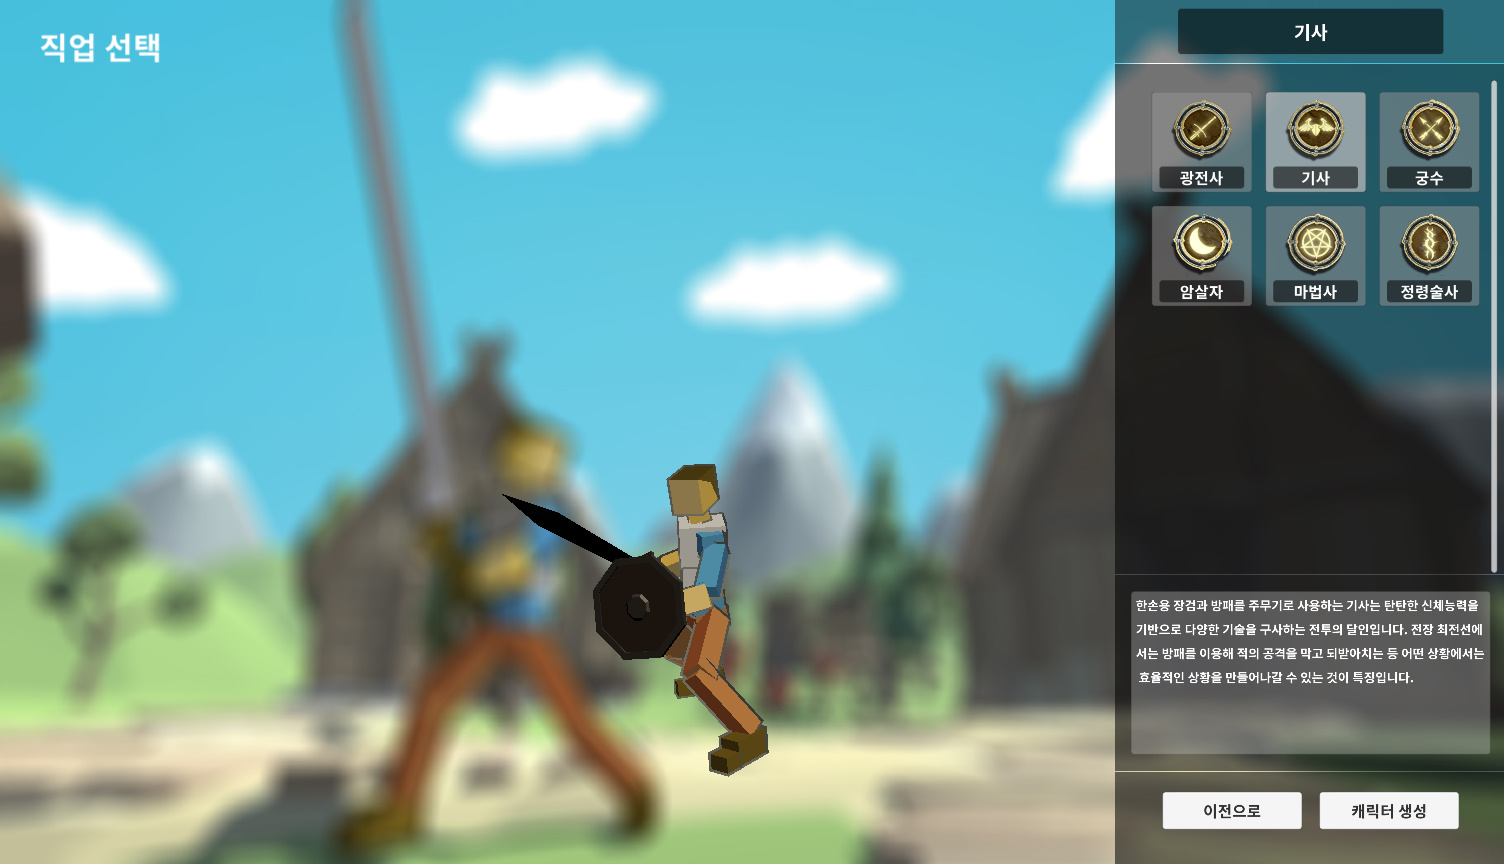 직업 선택
기사
광전사
기사
궁수
암살자
마법사
정령술사
한손용 장검과 방패를 주무기로 사용하는 기사는 탄탄한 신체능력을
기반으로 다양한 기술을 구사하는 전투의 달인입니다. 전장 최전선에
서는 방패를 이용해 적의 공격을 막고 되받아치는 등 어떤 상황에서는
효율적인 상황을 만들어나갈 수 있는 것이 특징입니다.
이전으로
캐릭터 생성